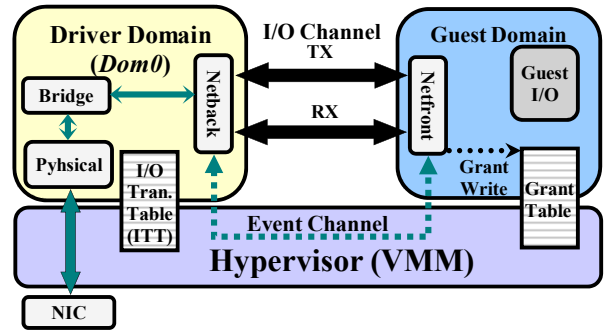 Driver Domain
(Dom0)
Bridge
Pyhsical
Netback
I/O
Tran.
Table
(ITT)
I/O Channel
TX
RX
Guest Domain
Netfront
Guest
I/O
Grant
Write
Grant
Table
Event Channel
Hypervisor (VMM)
NIC